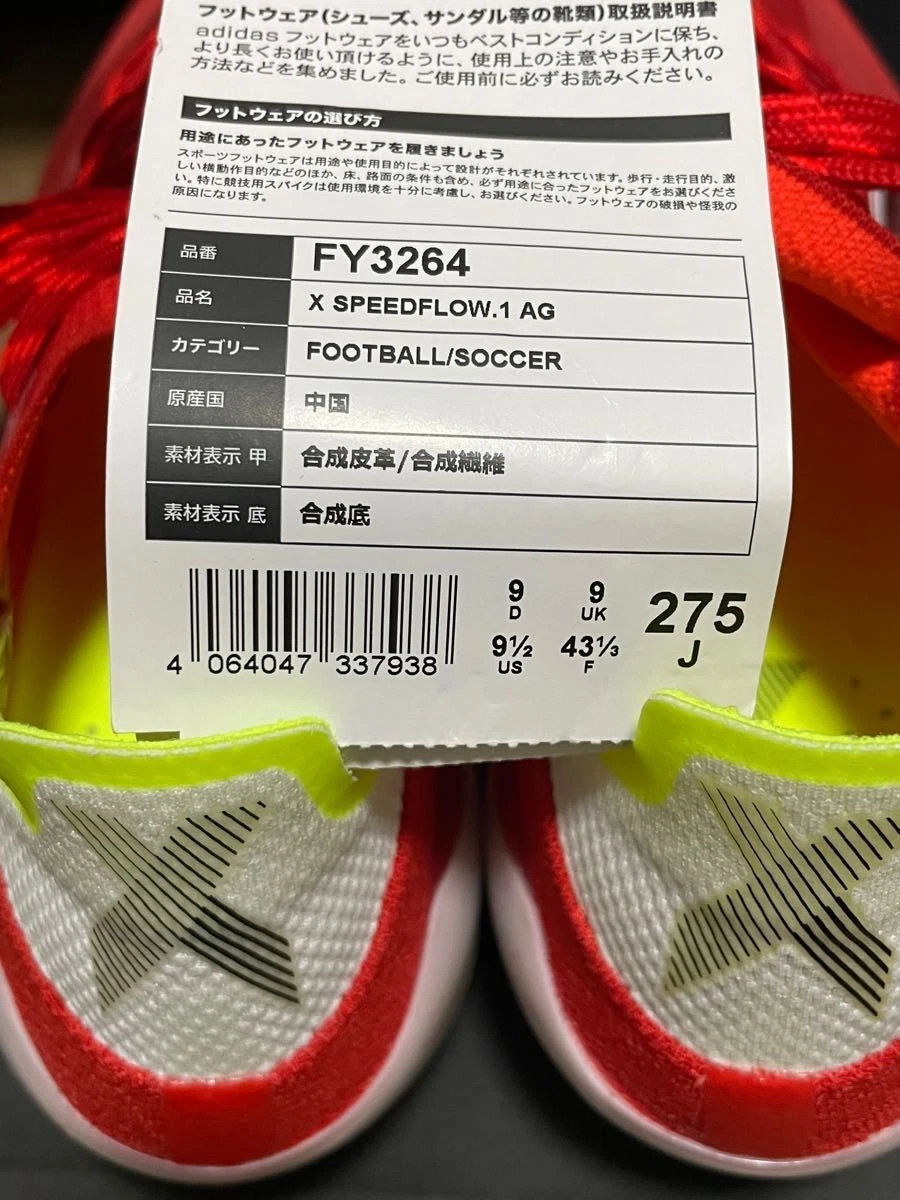 フットウェア(シューズ、サンダル等の靴類)取扱説明書
adidas フットウェアをいつもベストコンディションに保ち、
より長くお使い頂けるように、使用上の注意やお手入れの
方法などを集めました。ご使用前に必ずお読みください。
フットウェアの選び方
用途にあったフットウェアを履きましょう
スポーツフットウェアは用途や使用目的によって設計がそれぞれされています。歩行・走行目的、激
しい横動作目的などのほか、床、路面の条件も含め、必ず用途に合ったフットウェアをお選びくださ
い。特に競技用スパイクは使用環境を十分に考慮し、お選びください。フットウェアの破損や怪我の
原因になります。
品番 FY3264
品名 X SPEEDFLOW.1 AG
カテゴリー FOOTBALL/SOCCER
原産国 中国
素材表示 甲 合成皮革/合成繊維
素材表示 底 合成底
9 9 275
D UK J
9½ 43⅓
US F
4 064047 337938
X X